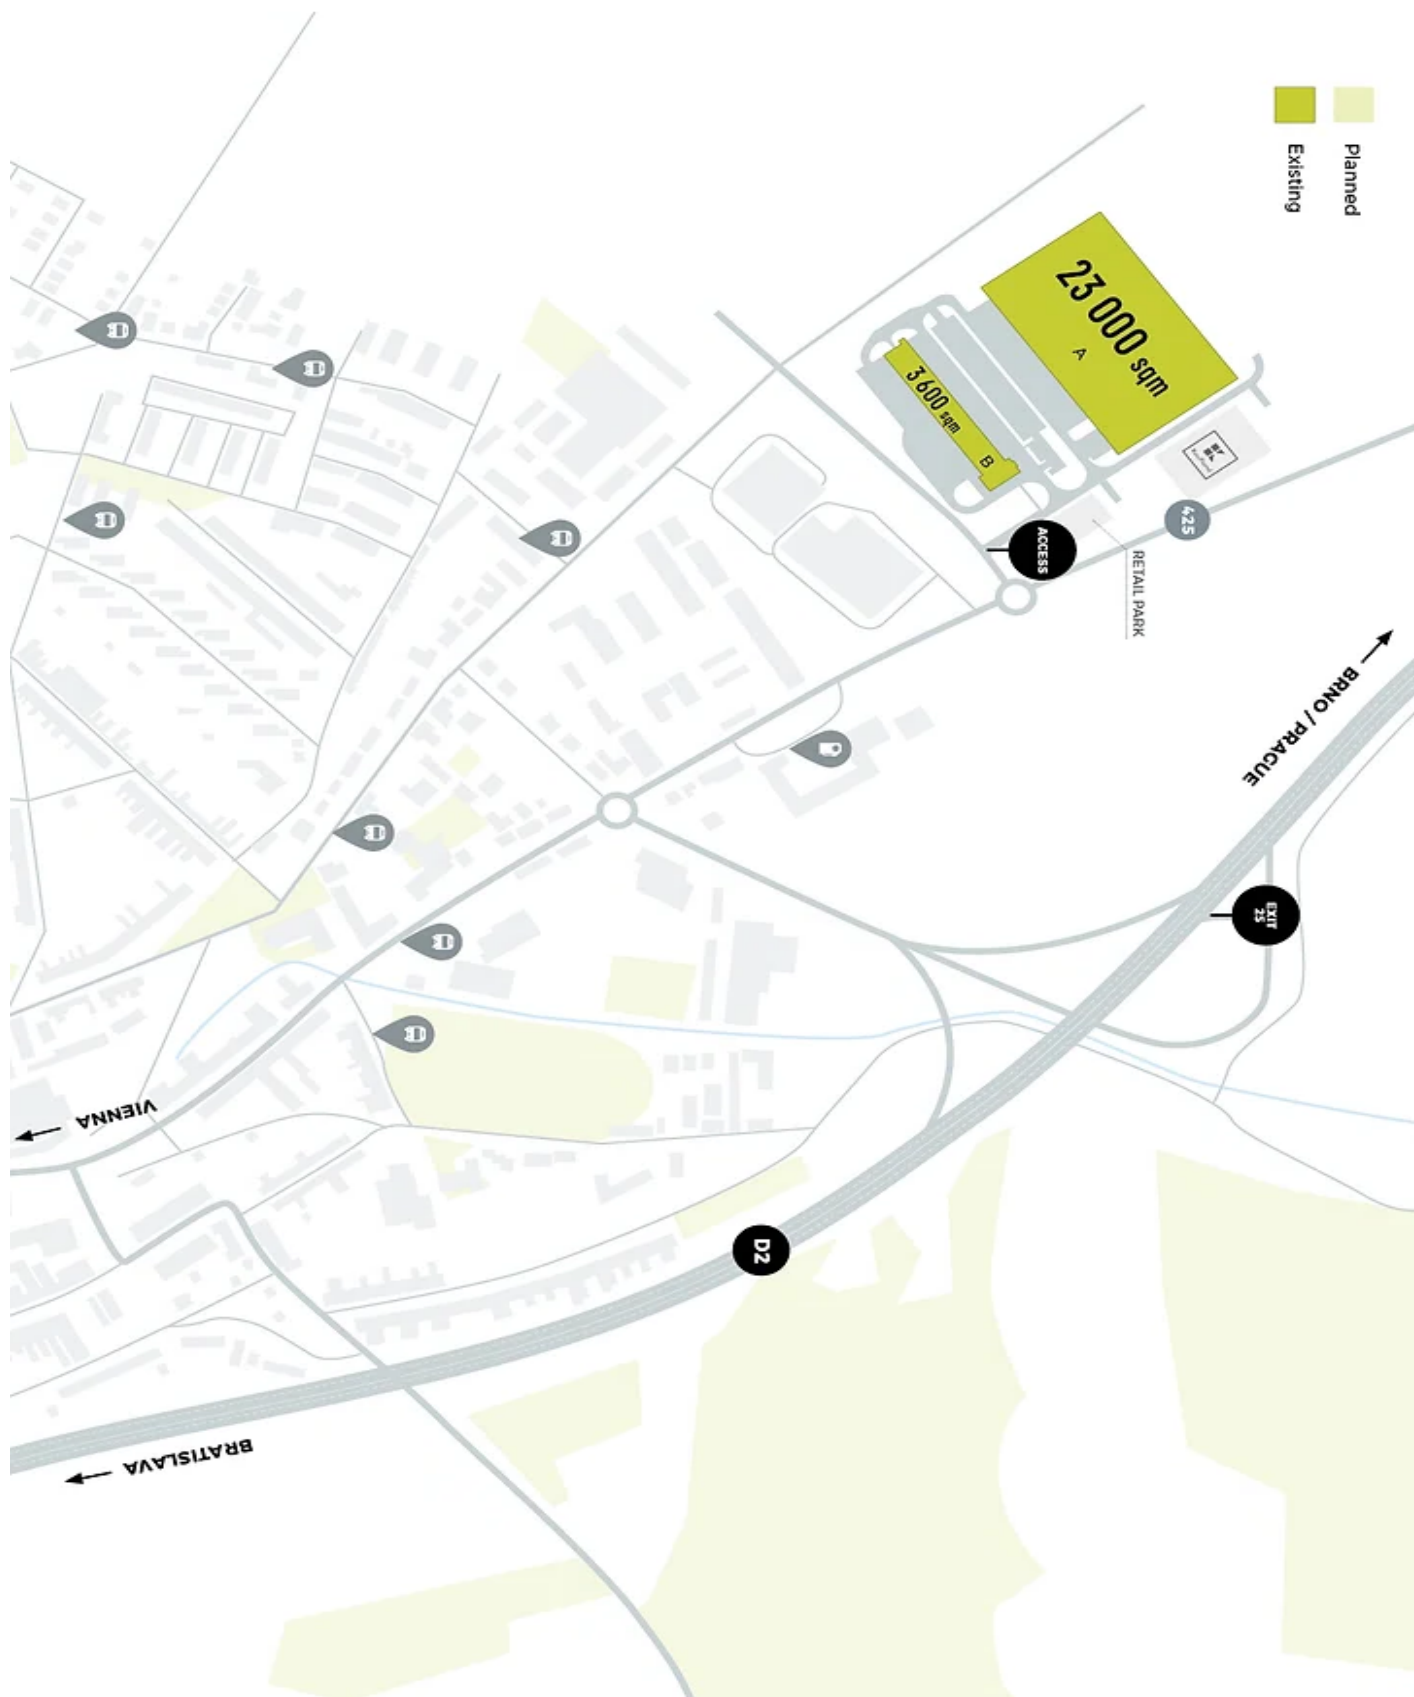 Planned
Existing
23 000 sqm
A
3 600 sqm
B
425
ACCESS
RETAIL PARK
BRNO / PRAGUE
EXIT
25
VIENNA
D2
BRATISLAVA